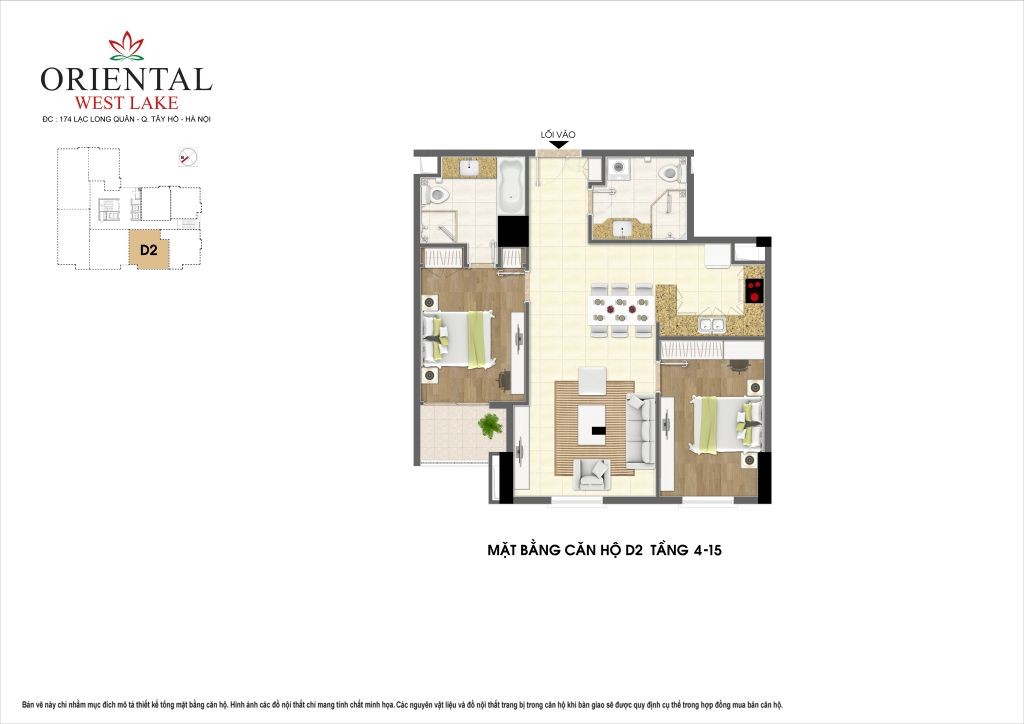 ORIENTAL
WEST LAKE
ĐC : 174 LẠC LONG QUÂN - Q. TÂY HỒ - HÀ NỘI
LỐI VÀO
D2
MẶT BẰNG CĂN HỘ D2 TẦNG 4-15
Bản vẽ này chỉ nhằm mục đích mô tả thiết kế tổng mặt bằng căn hộ. Hình ảnh các đồ nội thất chỉ mang tính chất minh họa. Các nguyên vật liệu và đồ nội thất trang bị trong căn hộ khi bàn giao sẽ được quy định cụ thể trong hợp đồng mua bán căn hộ.